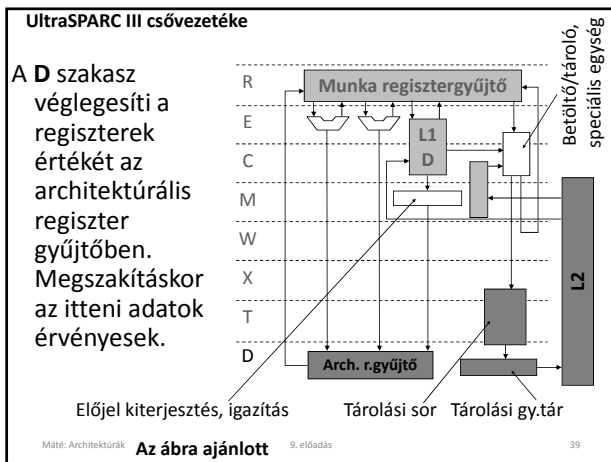 UltraSPARC III csővezetéke
A D szakasz
véglegesíti a
regiszterek
értékét az
architektúrális
regiszter
gyűjtőben.
Megszakításkor
az itteni adatok
érvényesek.
R
E
C
M
W
X
T
D
Munka regisztergyűjtő
L1
D
Betöltő/tároló,
speciális egység
L2
Arch. r.gyűjtő
Előjel kiterjesztés, igazítás
Tárolási sor
Tárolási gy.tár
Máté: Architektúrák
Az ábra ajánlott
9. előadás
39